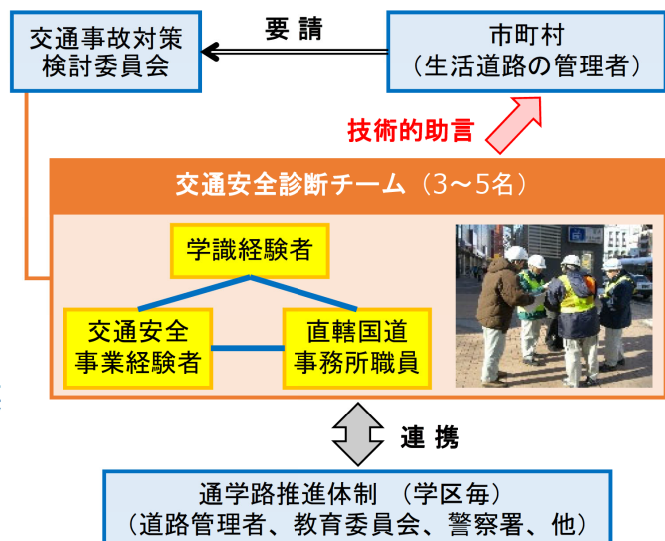 交通事故対策
検討委員会
要請
市町村
（生活道路の管理者）
技術的助言
交通安全診断チーム（3～5名）
学識経験者
交通安全
事業経験者
直轄国道
事務所職員
連携
通学路推進体制　（学区毎）
（道路管理者、教育委員会、警察署、他）